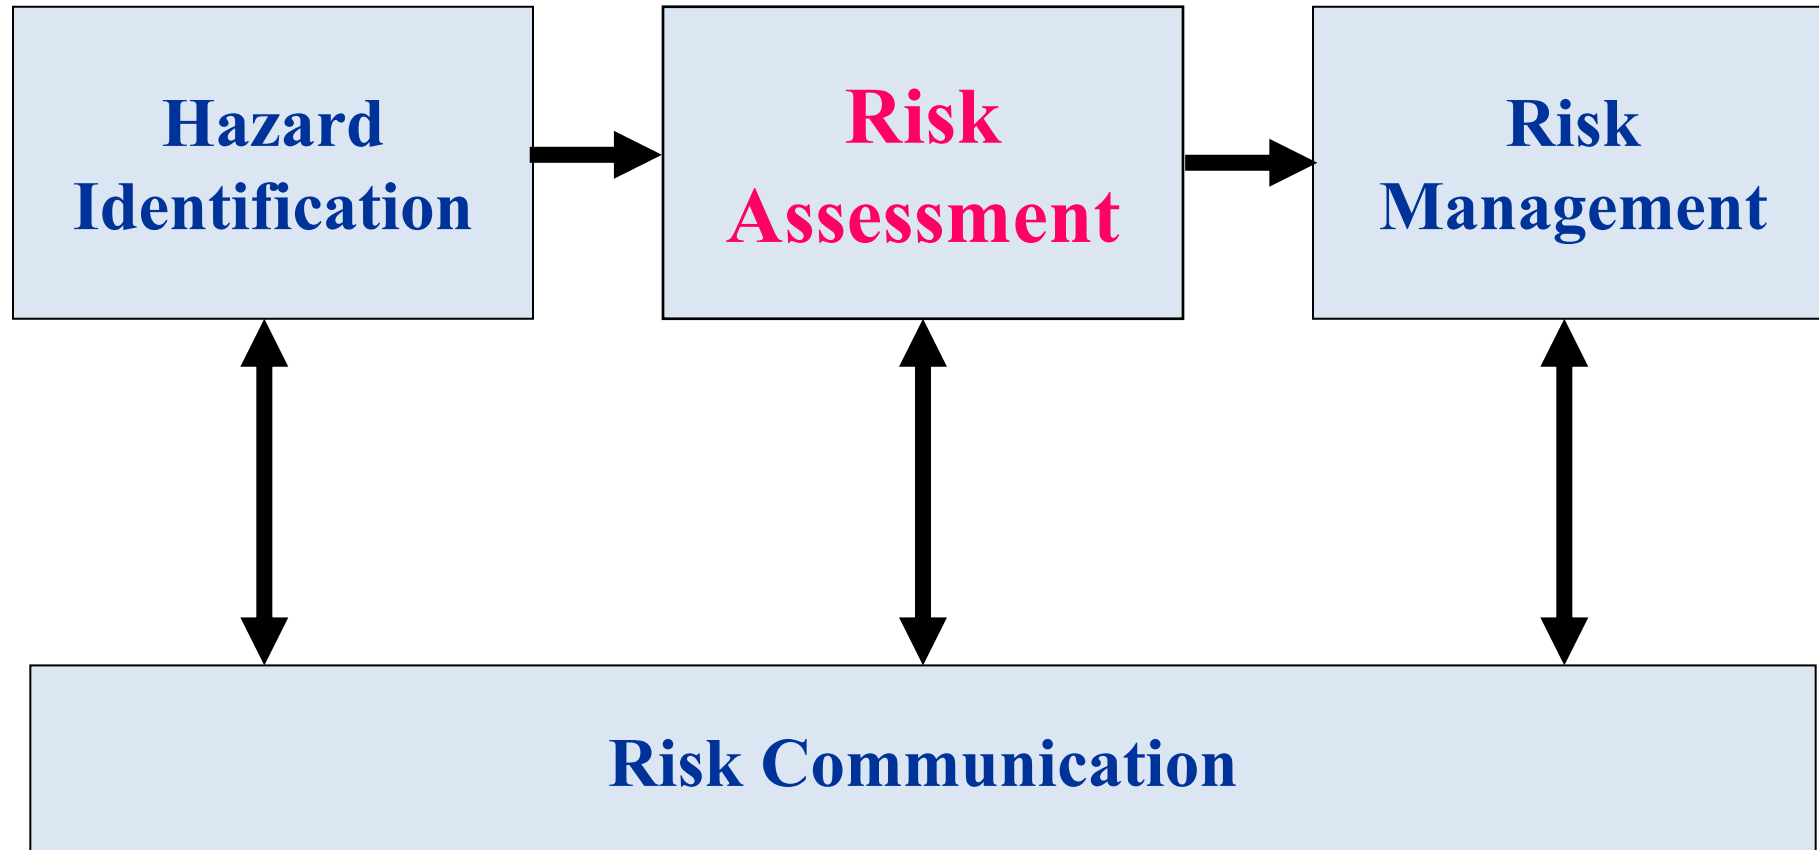 Hazard
Identification
Risk
Assessment
Risk
Management
Risk Communication